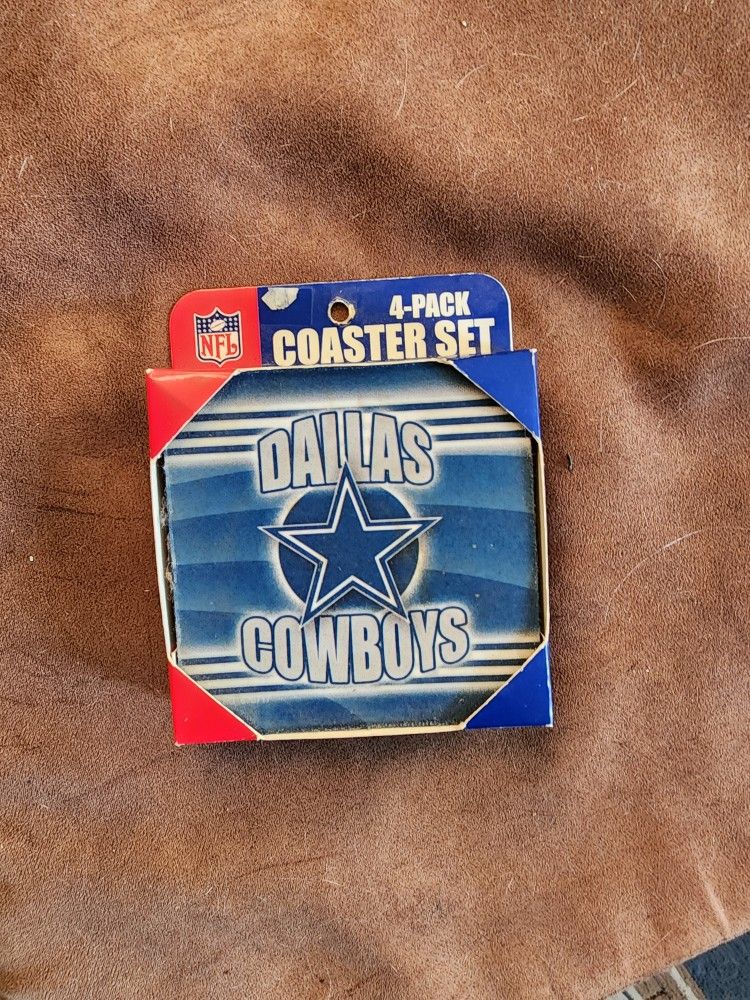 NFL
4-PACK
COASTER SET
DALLAS
COWBOYS